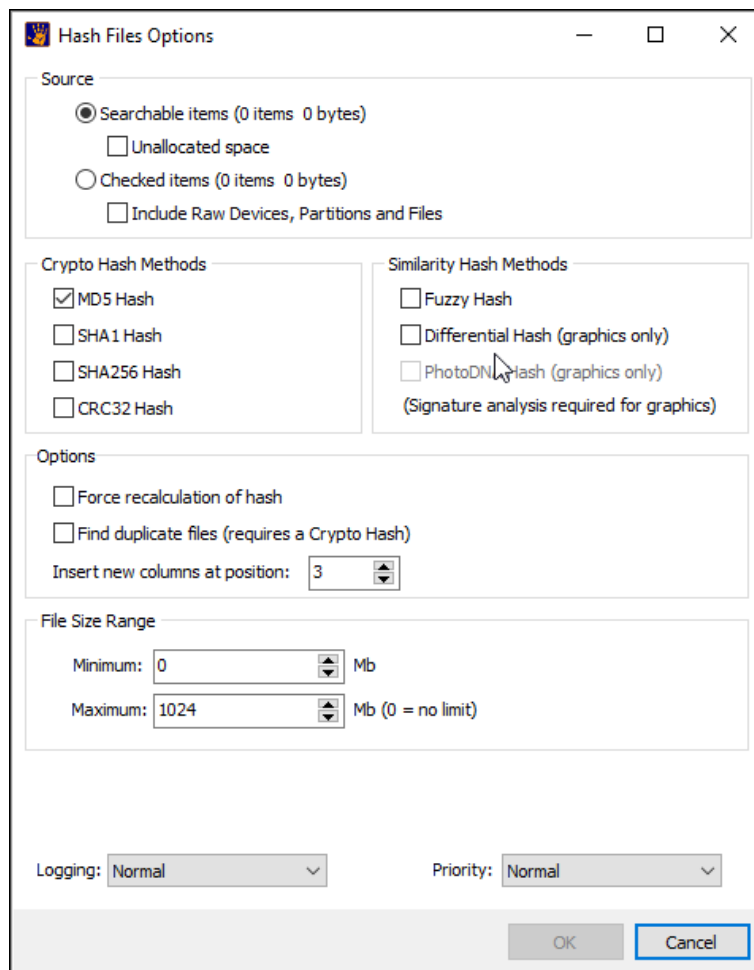 Hash Files Options
Source
Searchable items (0 items 0 bytes)
Unallocated space
Checked items (0 items 0 bytes)
Include Raw Devices, Partitions and Files
Crypto Hash Methods
MD5 Hash
SHA1 Hash
SHA256 Hash
CRC32 Hash
Similarity Hash Methods
Fuzzy Hash
Differential Hash (graphics only)
PhotoDNA Hash (graphics only)
(Signature analysis required for graphics)
Options
Force recalculation of hash
Find duplicate files (requires a Crypto Hash)
Insert new columns at position: 3
File Size Range
Minimum: 0 Mb
Maximum: 1024 Mb (0 = no limit)
Logging: Normal Priority: Normal
OK Cancel